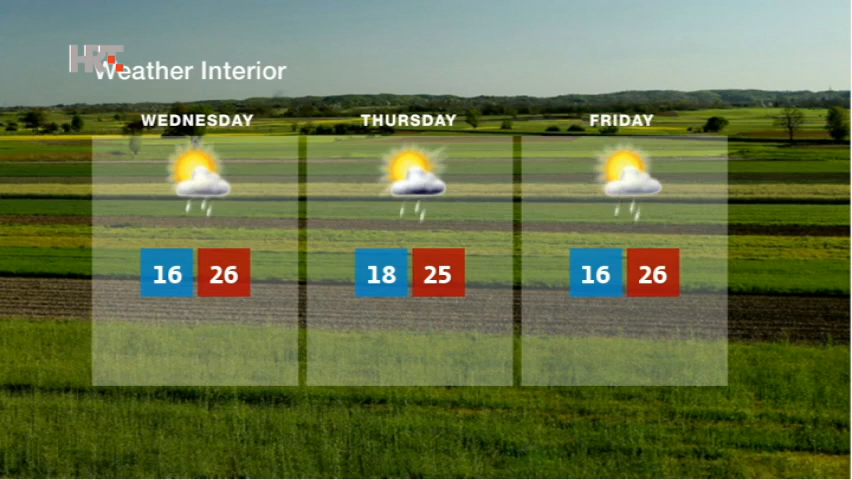 HRT
Weather Interior
WEDNESDAY THURSDAY FRIDAY
16 26 18 25 16 26